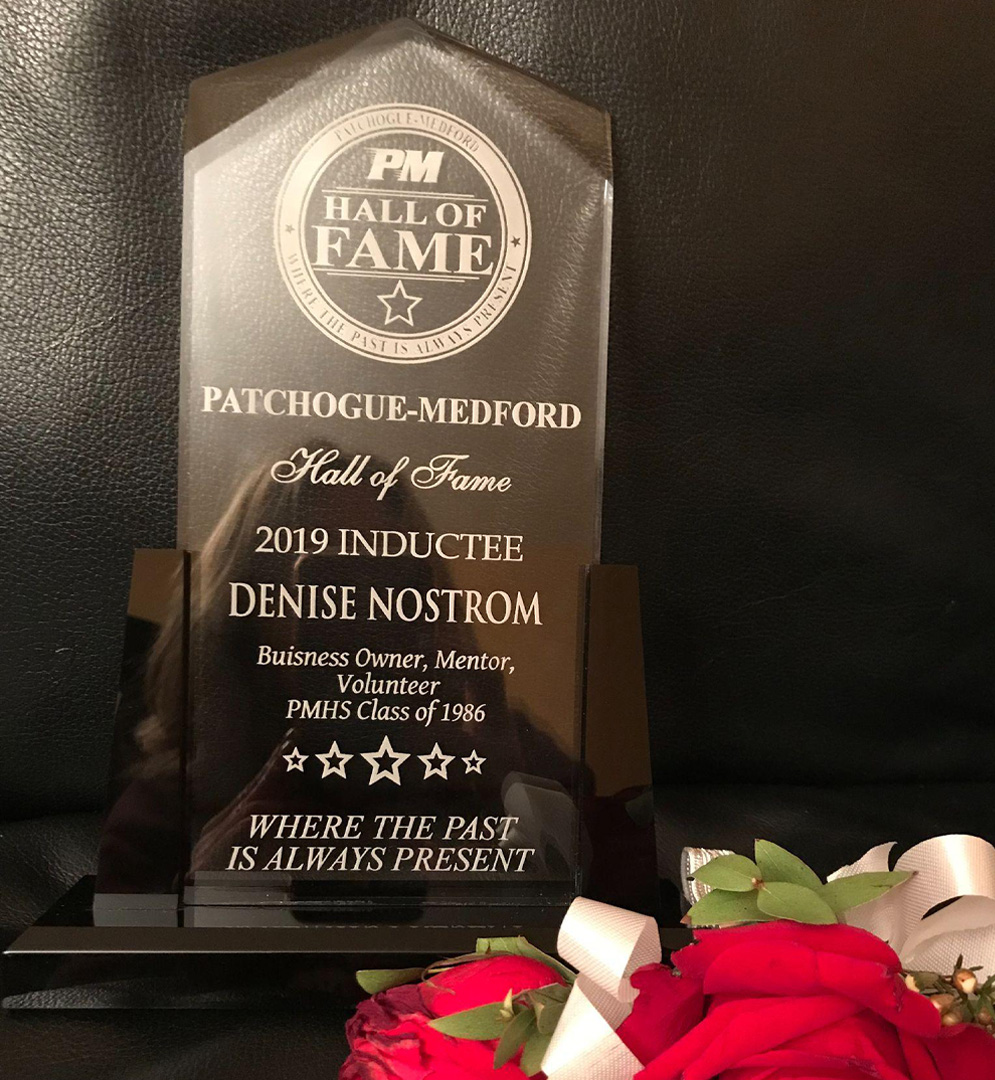 PATCHOGUE-MEDFORD
PM
HALL OF
FAME
WHERE THE PAST IS ALWAYS PRESENT
PATCHOGUE-MEDFORD
Hall of Fame
2019 INDUCTEE
DENISE NOSTROM
Buisness Owner, Mentor,
Volunteer
PMHS Class of 1986
WHERE THE PAST
IS ALWAYS PRESENT